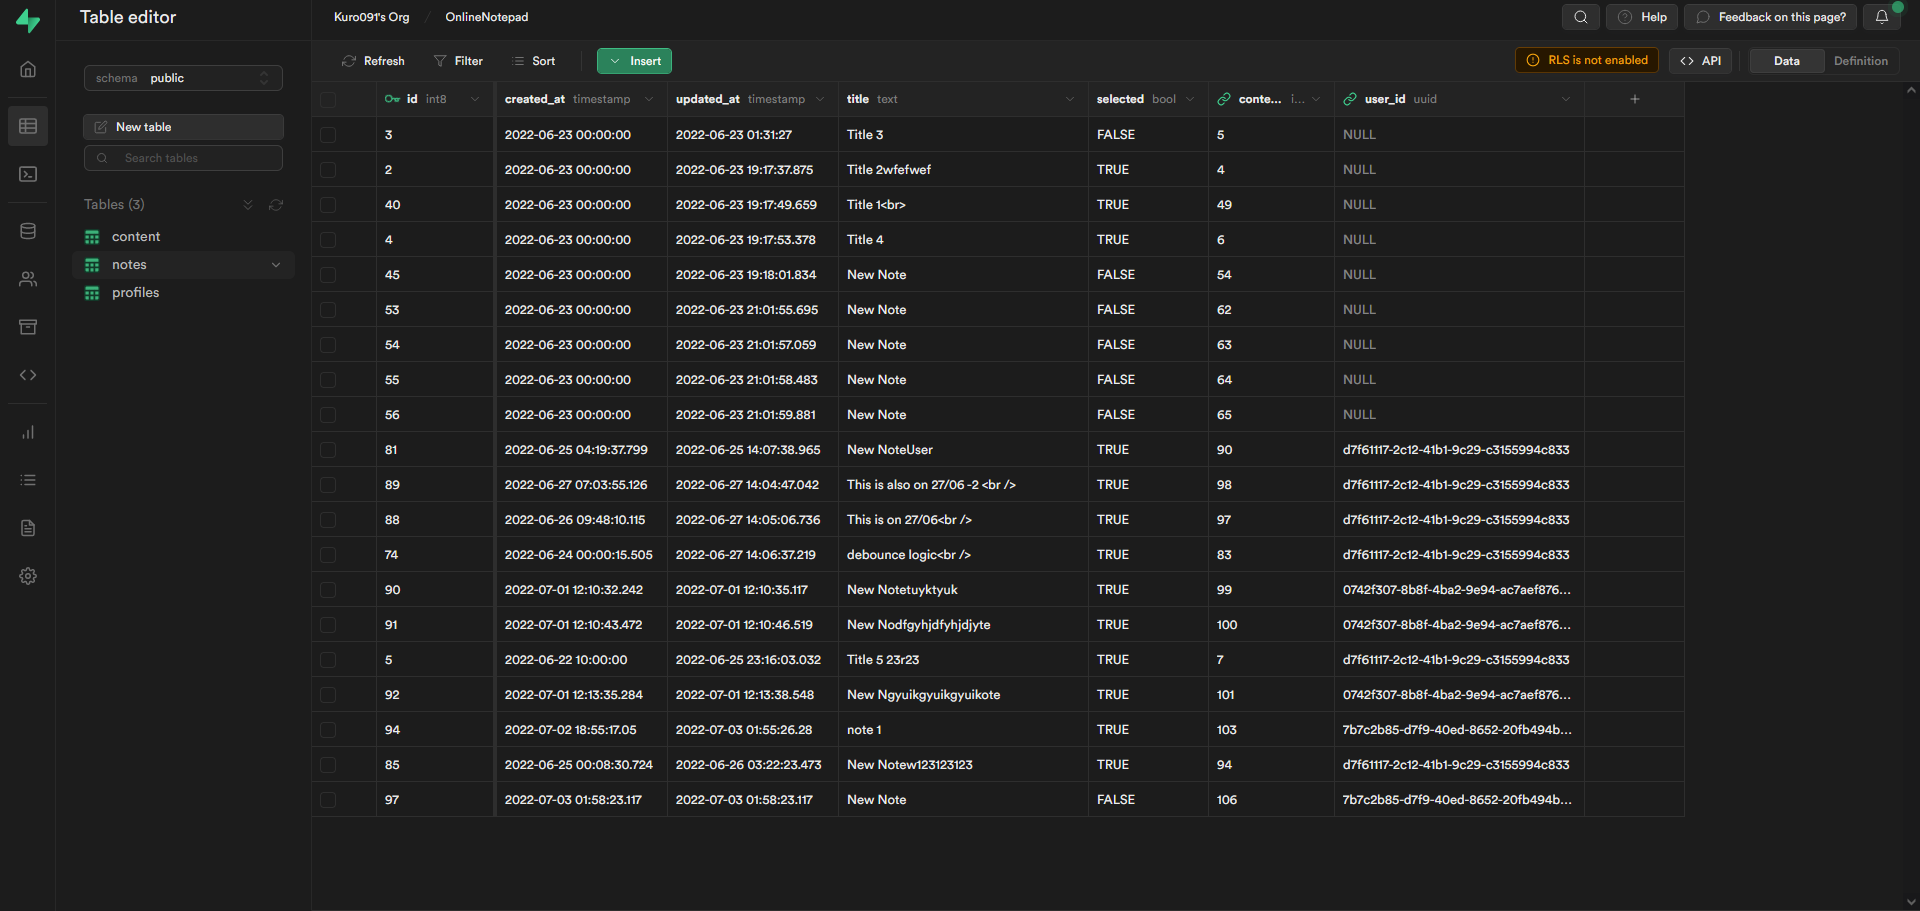 Table editor
Kuro091's Org / OnlineNotepad
Help
Feedback on this page?
schema public
Refresh Filter Sort Insert
RLS is not enabled
API
Data Definition
New table
Search tables
Tables (3)
content
notes
profiles
id int8 created_at timestamp updated_at timestamp title text selected bool conte... i... user_id uuid +
3 2022-06-23 00:00:00 2022-06-23 01:31:27 Title 3 FALSE 5 NULL
2 2022-06-23 00:00:00 2022-06-23 19:17:37.875 Title 2wfefwef TRUE 4 NULL
40 2022-06-23 00:00:00 2022-06-23 19:17:49.659 Title 1<br> TRUE 49 NULL
4 2022-06-23 00:00:00 2022-06-23 19:17:53.378 Title 4 TRUE 6 NULL
45 2022-06-23 00:00:00 2022-06-23 19:18:01.834 New Note FALSE 54 NULL
53 2022-06-23 00:00:00 2022-06-23 21:01:55.695 New Note FALSE 62 NULL
54 2022-06-23 00:00:00 2022-06-23 21:01:57.059 New Note FALSE 63 NULL
55 2022-06-23 00:00:00 2022-06-23 21:01:58.483 New Note FALSE 64 NULL
56 2022-06-23 00:00:00 2022-06-23 21:01:59.881 New Note FALSE 65 NULL
81 2022-06-25 04:19:37.799 2022-06-25 14:07:38.965 New NoteUser TRUE 90 d7f61117-2c12-41b1-9c29-c3155994c833
89 2022-06-27 07:03:55.126 2022-06-27 14:04:47.042 This is also on 27/06 -2 <br /> TRUE 98 d7f61117-2c12-41b1-9c29-c3155994c833
88 2022-06-26 09:48:10.115 2022-06-27 14:05:06.736 This is on 27/06<br /> TRUE 97 d7f61117-2c12-41b1-9c29-c3155994c833
74 2022-06-24 00:00:15.505 2022-06-27 14:06:37.219 debounce logic<br /> TRUE 83 d7f61117-2c12-41b1-9c29-c3155994c833
90 2022-07-01 12:10:32.242 2022-07-01 12:10:35.117 New Notetuyktyuk TRUE 99 0742f307-8b8f-4ba2-9e94-ac7aef876...
91 2022-07-01 12:10:43.472 2022-07-01 12:10:46.519 New Nodfgyhjdfyhjdjyte TRUE 100 0742f307-8b8f-4ba2-9e94-ac7aef876...
5 2022-06-22 10:00:00 2022-06-25 23:16:03.032 Title 5 23r23 TRUE 7 d7f61117-2c12-41b1-9c29-c3155994c833
92 2022-07-01 12:13:35.284 2022-07-01 12:13:38.548 New Ngyuikgyuikgyuikote TRUE 101 0742f307-8b8f-4ba2-9e94-ac7aef876...
94 2022-07-02 18:55:17.05 2022-07-03 01:55:26.28 note 1 TRUE 103 7b7c2b85-d7f9-40ed-8652-20fb494b...
85 2022-06-25 00:08:30.724 2022-06-26 03:22:23.473 New Notew123123123 TRUE 94 d7f61117-2c12-41b1-9c29-c3155994c833
97 2022-07-03 01:58:23.117 2022-07-03 01:58:23.117 New Note FALSE 106 7b7c2b85-d7f9-40ed-8652-20fb494b...